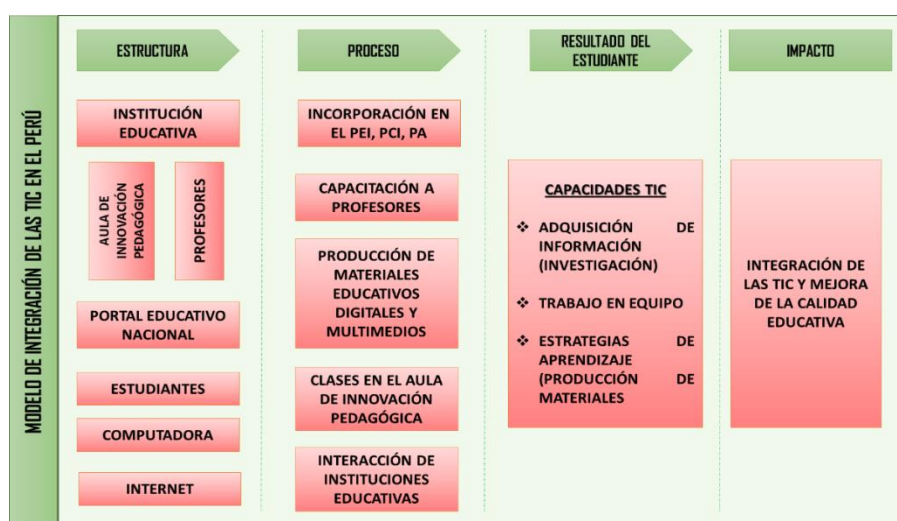 MODELO DE INTEGRACIÓN DE LAS TIC EN EL PERÚ
ESTRUCTURA
INSTITUCIÓN
EDUCATIVA
AULA DE
INNOVACIÓN
PEDAGÓGICA
PROFESORES
PORTAL EDUCATIVO
NACIONAL
ESTUDIANTES
COMPUTADORA
INTERNET
PROCESO
INCORPORACIÓN EN
EL PEI, PCI, PA
CAPACITACIÓN A
PROFESORES
PRODUCCIÓN DE
MATERIALES
EDUCATIVOS
DIGITALES Y
MULTIMEDIOS
CLASES EN EL AULA
DE INNOVACIÓN
PEDAGÓGICA
INTERACCIÓN DE
INSTITUCIONES
EDUCATIVAS
RESULTADO DEL
ESTUDIANTE
CAPACIDADES TIC
❖ ADQUISICIÓN DE
INFORMACIÓN
(INVESTIGACIÓN)
❖ TRABAJO EN EQUIPO
❖ ESTRATEGIAS DE
APRENDIZAJE
(PRODUCCIÓN DE
MATERIALES
IMPACTO
INTEGRACIÓN DE
LAS TIC Y MEJORA
DE LA CALIDAD
EDUCATIVA